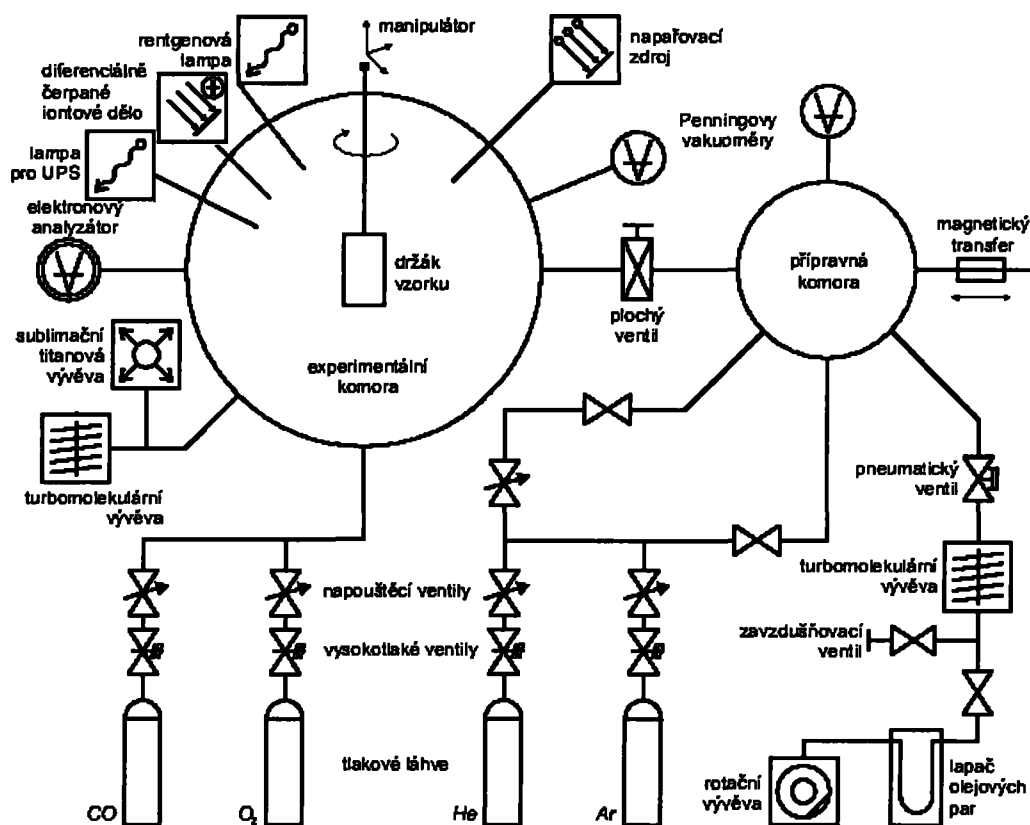 manipulátor
rentgenová
lampa
napařovací
zdroj
diferenciálně
čerpané
iontové dělo
Penningovy
vakuoměry
lampa
pro UPS
elektronový
analyzátor
magnetický
transfer
držák
vzorku
přípravná
komora
plochý
ventil
sublimační
titanová
vývěva
experimentální
komora
turbomolekulární
vývěva
pneumatický
ventil
turbomolekulární
vývěva
napouštěcí ventily
zavzdušňovací
ventil
vysokotlaké ventily
tlakové láhve
rotační
vývěva
lapač
olejových
par
CO
O₂
He
Ar